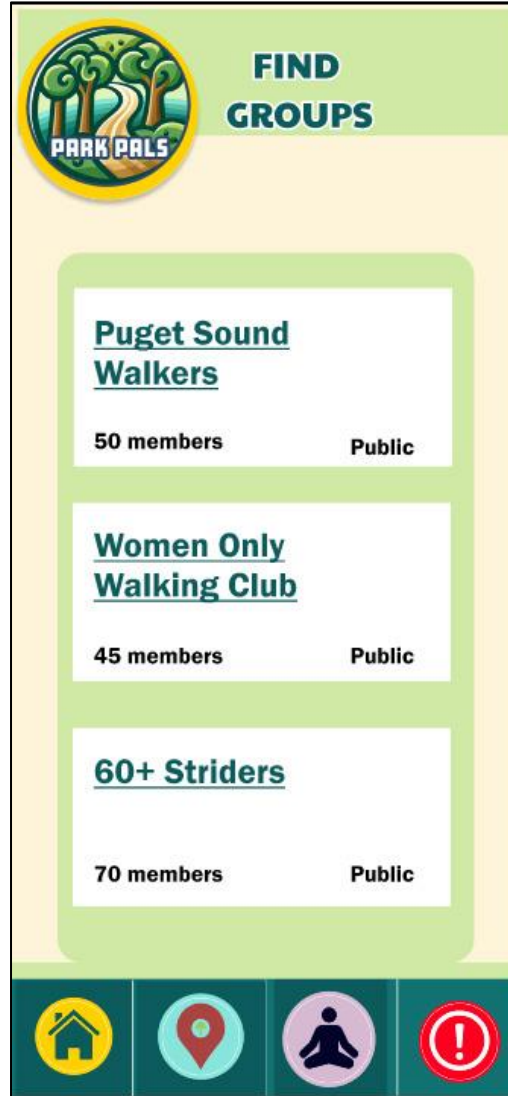 PARK PALS
FIND
GROUPS
Puget Sound
Walkers
50 members Public
Women Only
Walking Club
45 members Public
60+ Striders
70 members Public
!